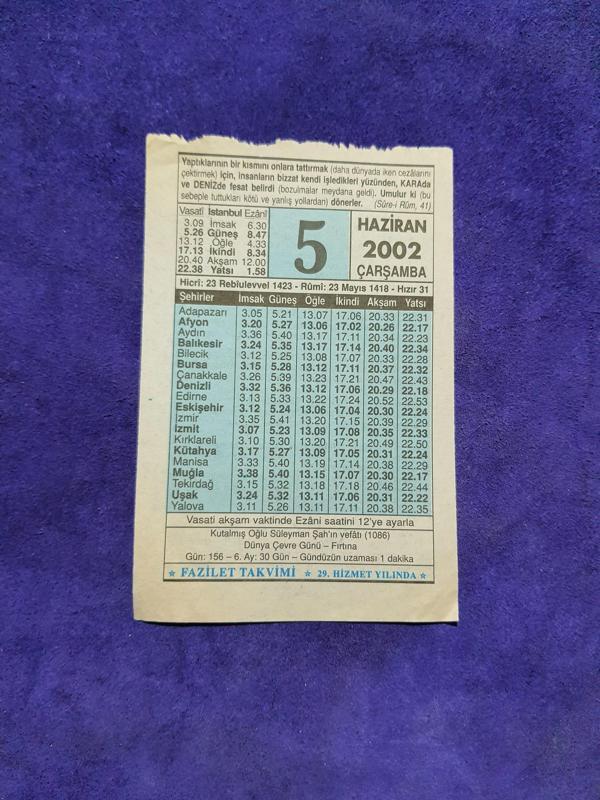 Yaptıklarının bir kısmını onlara tattırmak (daha dünyada iken cezâlarını
çektirmek) için, insanların bizzat kendi işledikleri yüzünden, KARAda
ve DENİZde fesat belirdi (bozulmalar meydana geldi). Umulur ki (bu
sebeple tuttukları kötü ve yanlış yollardan) dönerler. (Sûre-i Rûm, 41)
Vasatî İstanbul Ezânî
3.09 İmsak 6.30
5.26 Güneş 8.47
13.12 Öğle 4.33
17.13 İkindi 8.34
20.40 Akşam 12.00
22.38 Yatsı 1.58
5
HAZİRAN
2002
ÇARŞAMBA
Hicrî: 23 Rebîulevvel 1423 - Rûmî: 23 Mayıs 1418 - Hızır 31
Şehirler İmsak Güneş Öğle İkindi Akşam Yatsı
Adapazarı 3.05 5.21 13.07 17.06 20.33 22.31
Afyon 3.20 5.27 13.06 17.02 20.26 22.17
Aydın 3.36 5.40 13.17 17.11 20.34 22.23
Balıkesir 3.24 5.35 13.17 17.14 20.40 22.34
Bilecik 3.12 5.25 13.08 17.07 20.33 22.28
Bursa 3.15 5.28 13.12 17.11 20.37 22.32
Çanakkale 3.26 5.39 13.23 17.21 20.47 22.43
Denizli 3.32 5.36 13.12 17.06 20.29 22.18
Edirne 3.13 5.33 13.22 17.24 20.52 22.53
Eskişehir 3.12 5.24 13.06 17.04 20.30 22.24
İzmir 3.35 5.41 13.20 17.15 20.39 22.29
İzmit 3.07 5.23 13.09 17.08 20.35 22.33
Kırklareli 3.10 5.30 13.20 17.21 20.49 22.50
Kütahya 3.17 5.27 13.09 17.05 20.31 22.24
Manisa 3.33 5.40 13.19 17.14 20.38 22.29
Muğla 3.38 5.40 13.15 17.07 20.30 22.17
Tekirdağ 3.15 5.32 13.18 17.18 20.46 22.44
Uşak 3.24 5.32 13.11 17.06 20.31 22.22
Yalova 3.11 5.26 13.11 17.11 20.38 22.35
Vasati akşam vaktinde Ezâni saatini 12'ye ayarla
Kutalmış Oğlu Süleyman Şah'ın vefâtı (1086)
Dünya Çevre Günü – Fırtına
Gün: 156 – 6. Ay: 30 Gün – Gündüzün uzaması 1 dakika
★ FAZİLET TAKVİMİ ★ 29. HİZMET YILINDA ★